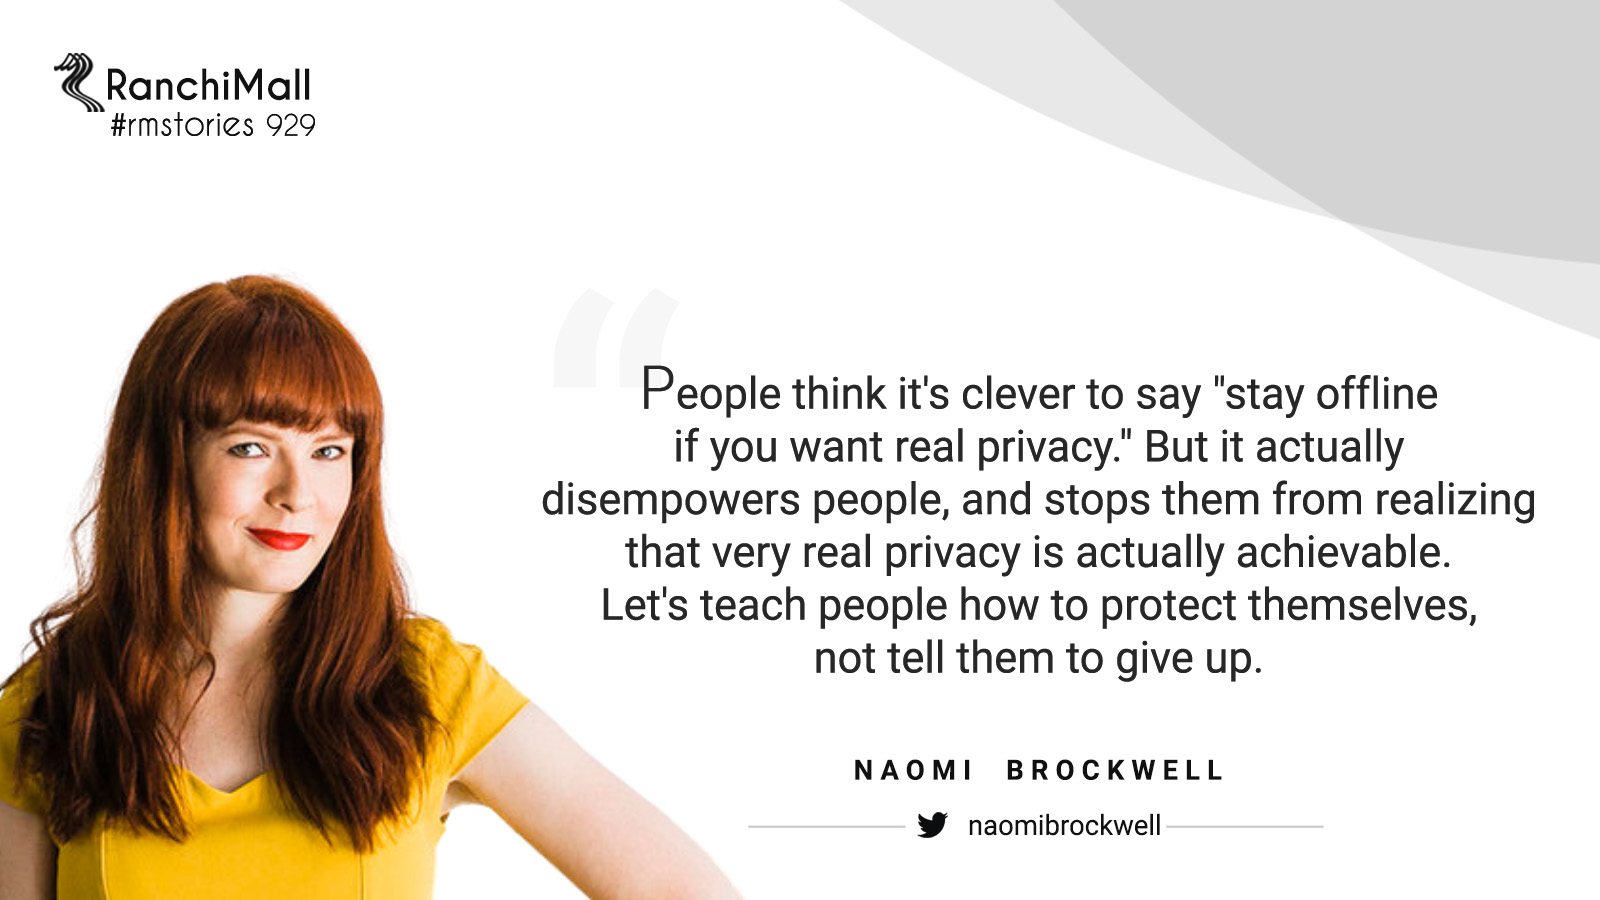 RanchiMall
#rmstories 929
People think it's clever to say "stay offline
if you want real privacy." But it actually
disempowers people, and stops them from realizing
that very real privacy is actually achievable.
Let's teach people how to protect themselves,
not tell them to give up.
NAOMI BROCKWELL
naomibrockwell